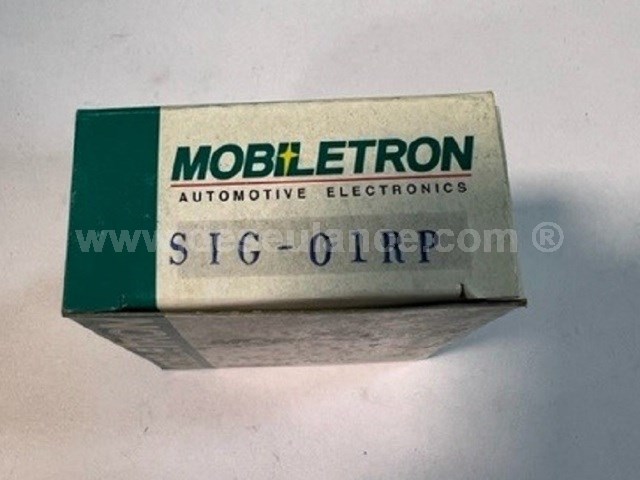 MOBILETRON
AUTOMOTIVE ELECTRONICS
SIG-01RP